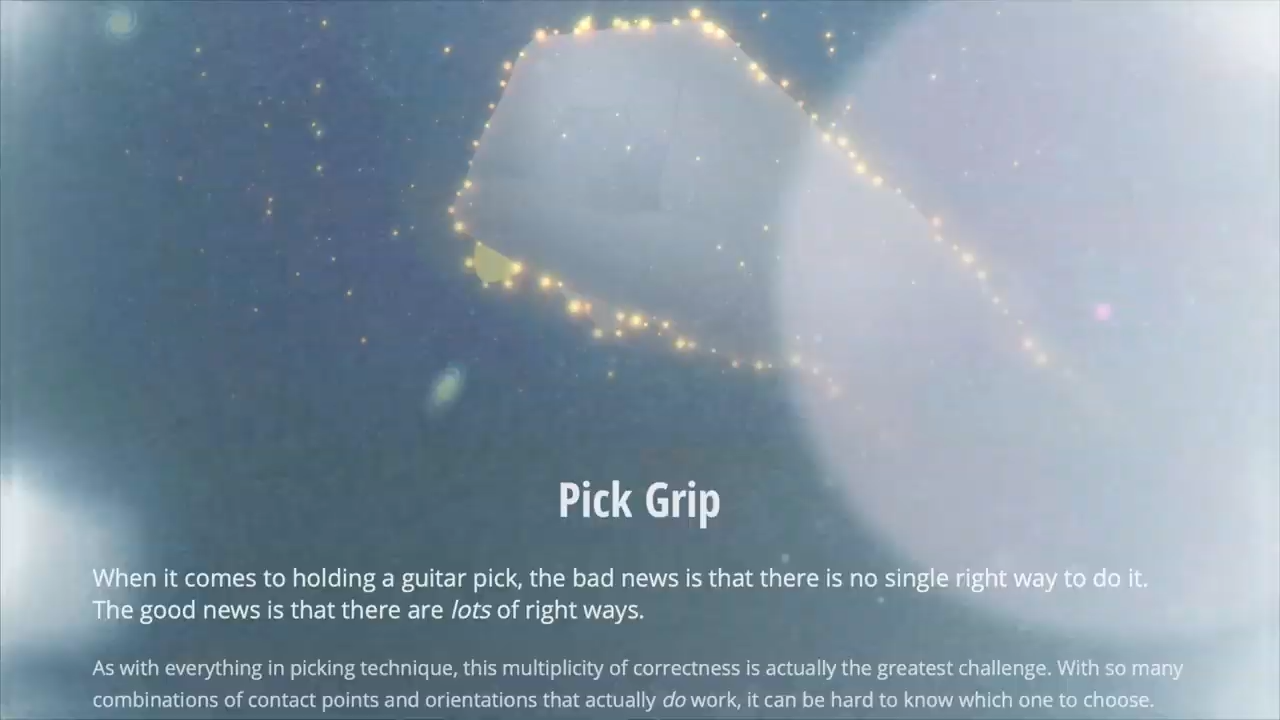 Pick Grip
When it comes to holding a guitar pick, the bad news is that there is no single right way to do it.
The good news is that there are lots of right ways.
As with everything in picking technique, this multiplicity of correctness is actually the greatest challenge. With so many
combinations of contact points and orientations that actually do work, it can be hard to know which one to choose.